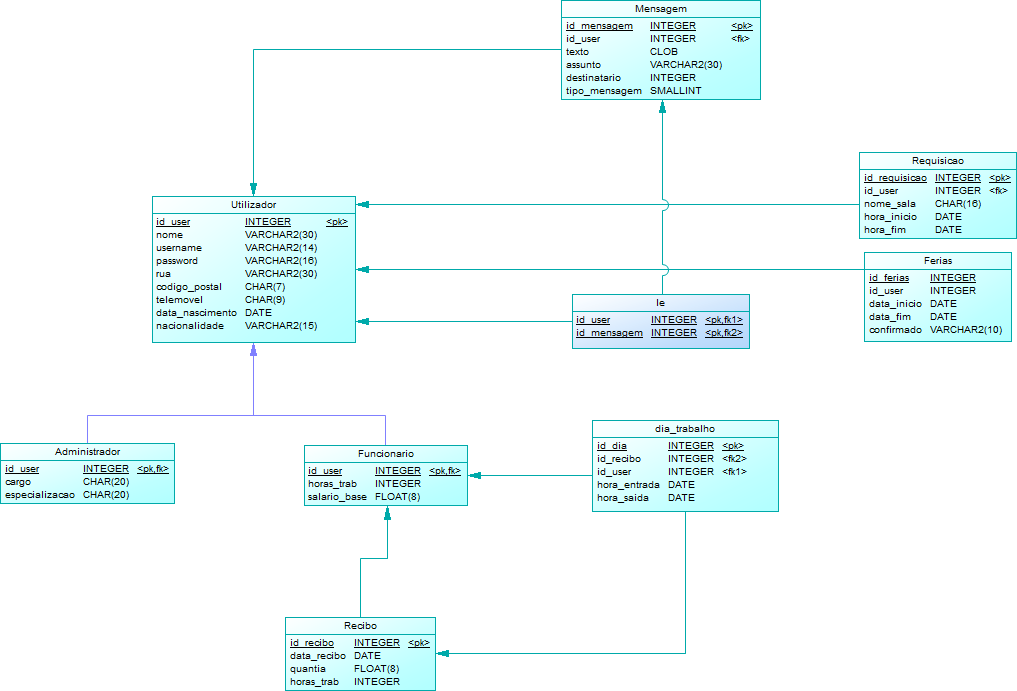 Mensagem
id_mensagem INTEGER <pk>
id_user INTEGER <fk>
texto CLOB
assunto VARCHAR2(30)
destinatario INTEGER
tipo_mensagem SMALLINT
Requisicao
id_requisicao INTEGER <pk>
id_user INTEGER <fk>
nome_sala CHAR(16)
hora_inicio DATE
hora_fim DATE
Utilizador
id_user INTEGER <pk>
nome VARCHAR2(30)
username VARCHAR2(14)
password VARCHAR2(16)
rua VARCHAR2(30)
codigo_postal CHAR(7)
telemovel CHAR(9)
data_nascimento DATE
nacionalidade VARCHAR2(15)
Ferias
id_ferias INTEGER
id_user INTEGER
data_inicio DATE
data_fim DATE
confirmado VARCHAR2(10)
le
id_user INTEGER <pk,fk1>
id_mensagem INTEGER <pk,fk2>
Administrador
id_user INTEGER <pk,fk>
cargo CHAR(20)
especializacao CHAR(20)
Funcionario
id_user INTEGER <pk,fk>
horas_trab INTEGER
salario_base FLOAT(8)
dia_trabalho
id_dia INTEGER <pk>
id_recibo INTEGER <fk2>
id_user INTEGER <fk1>
hora_entrada DATE
hora_saida DATE
Recibo
id_recibo INTEGER <pk>
data_recibo DATE
quantia FLOAT(8)
horas_trab INTEGER